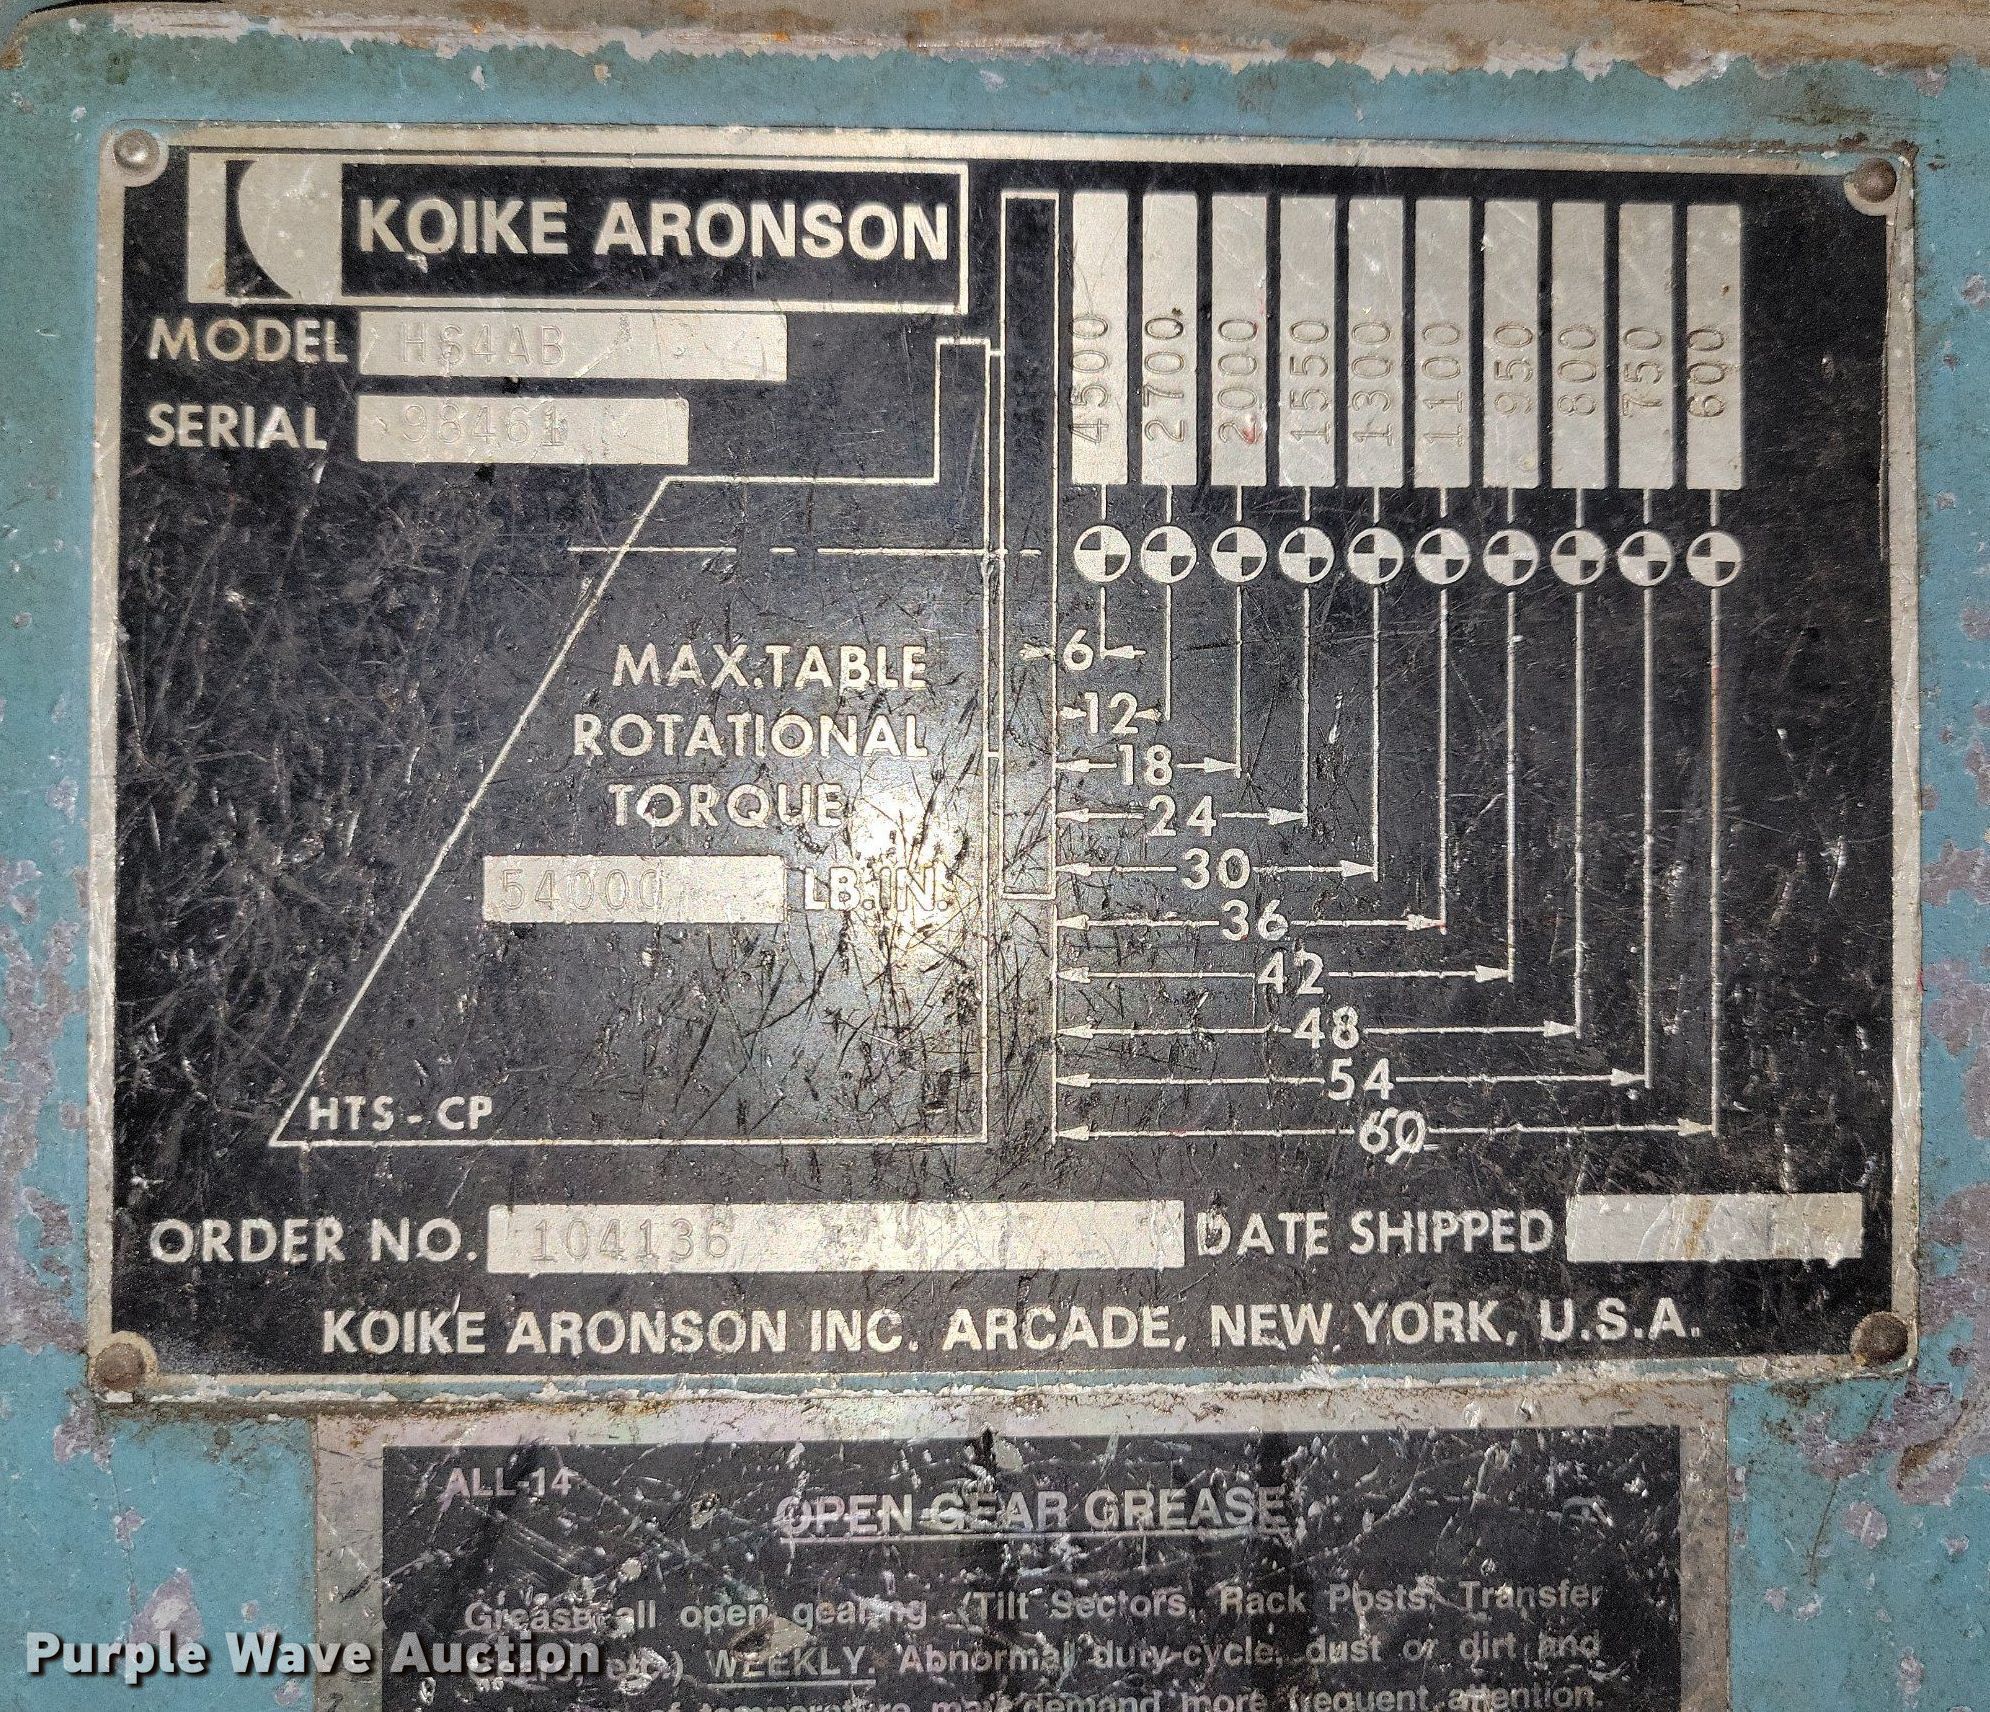 KOIKE ARONSON
MODEL HS4AB
SERIAL 98461
4500 2700 2000 1550 1300 1100 950 800 750 600
6
12
18
24
30
36
42
48
54
60
MAX. TABLE
ROTATIONAL
TORQUE
54000 LB. IN.
HTS - CP
ORDER NO. 104136 DATE SHIPPED
KOIKE ARONSON INC. ARCADE, NEW YORK, U.S.A.
ALL-14
OPEN GEAR GREASE
Grease all open gearing (Tilt Sectors, Rack Posts, Transfer
etc.) WEEKLY. Abnormal duty-cycle, dust or dirt and
of temperature may demand more frequent attention.
Purple Wave Auction